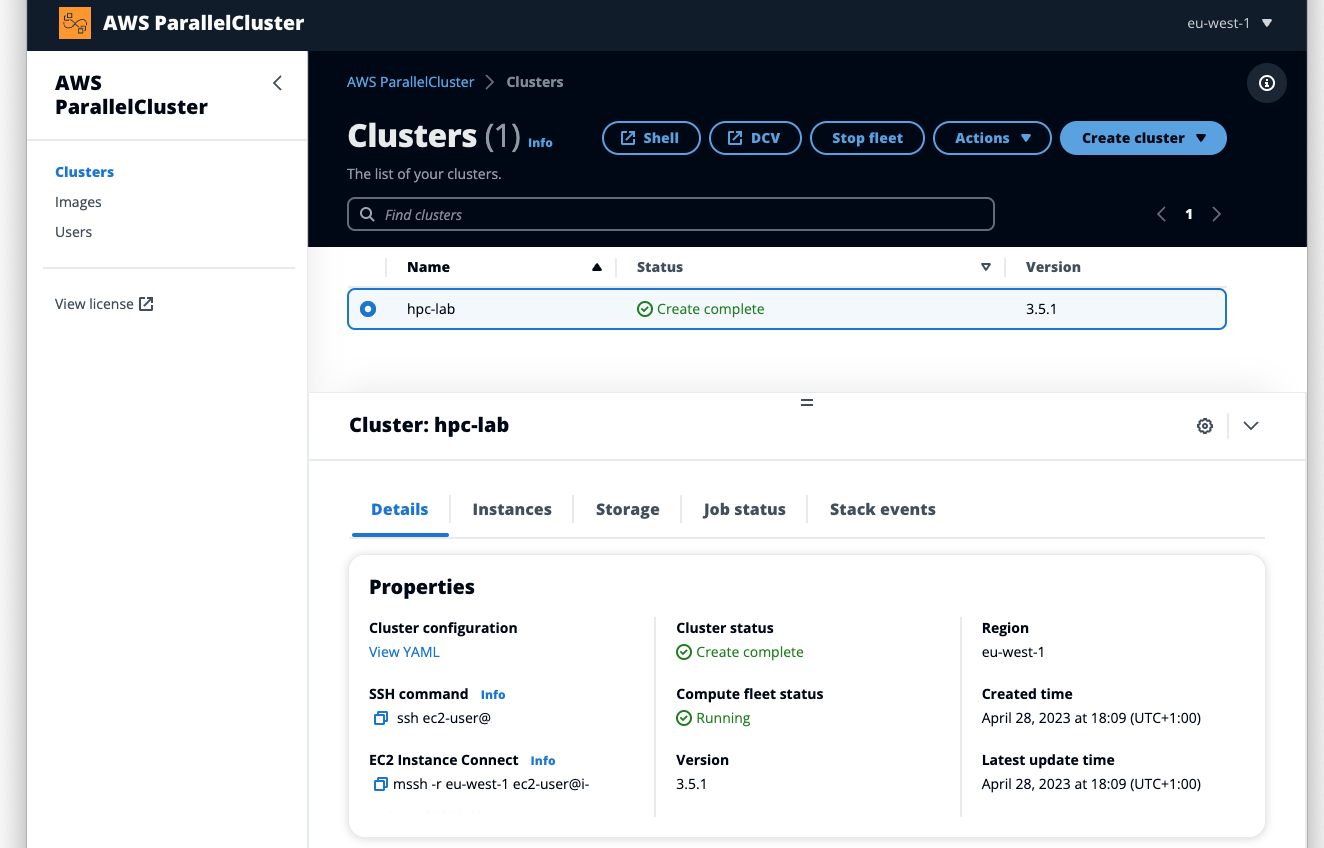 AWS ParallelCluster
eu-west-1
AWS
ParallelCluster
Clusters
Images
Users
View license
AWS ParallelCluster > Clusters
Clusters (1) Info
Shell
DCV
Stop fleet
Actions
Create cluster
The list of your clusters.
Find clusters
1
Name Status Version
hpc-lab Create complete 3.5.1
Cluster: hpc-lab
Details Instances Storage Job status Stack events
Properties
Cluster configuration
View YAML
SSH command Info
ssh ec2-user@
EC2 Instance Connect Info
mssh -r eu-west-1 ec2-user@i-
Cluster status
Create complete
Compute fleet status
Running
Version
3.5.1
Region
eu-west-1
Created time
April 28, 2023 at 18:09 (UTC+1:00)
Latest update time
April 28, 2023 at 18:09 (UTC+1:00)